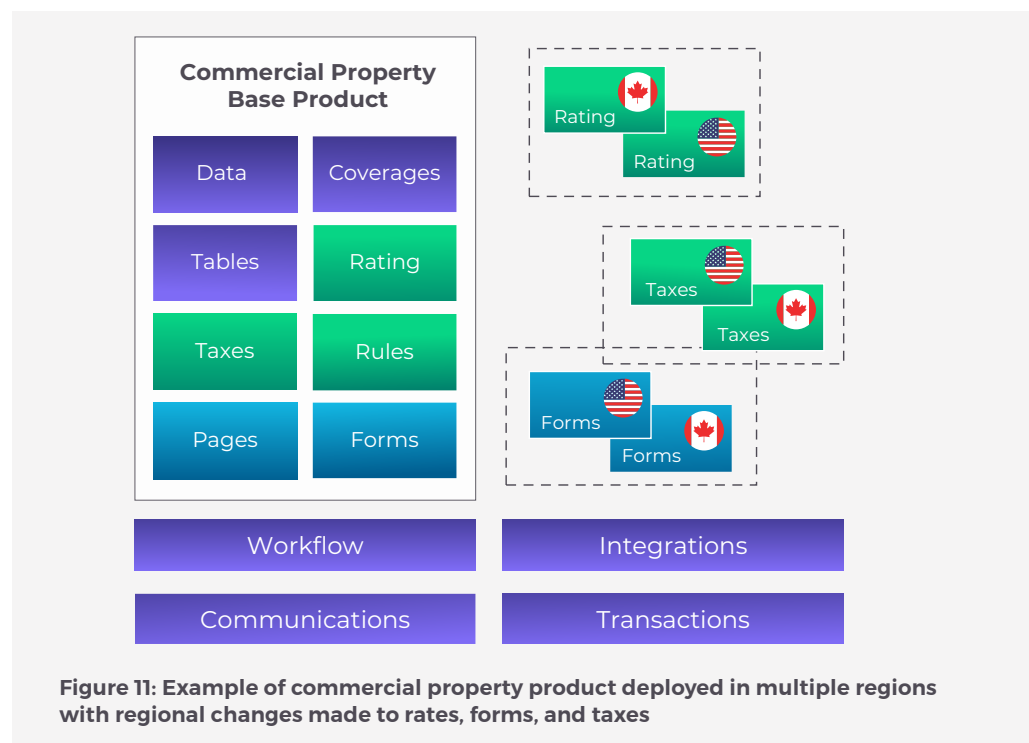 Commercial Property
Base Product
Data
Coverages
Tables
Rating
Taxes
Rules
Pages
Forms
Rating
Rating
Taxes
Taxes
Forms
Forms
Workflow
Integrations
Communications
Transactions
Figure 11: Example of commercial property product deployed in multiple regions
with regional changes made to rates, forms, and taxes